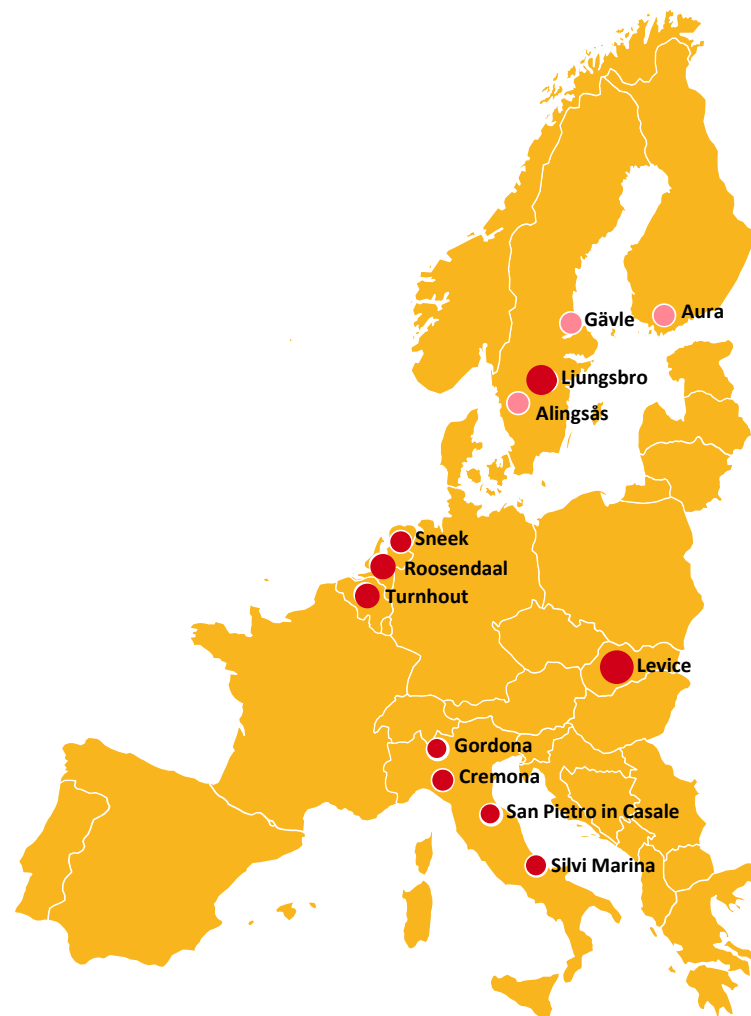 Aura
Gävle
Ljungsbro
Alingsås
Sneek
Roosendaal
Turnhout
Levice
Gordona
Cremona
San Pietro in Casale
Silvi Marina